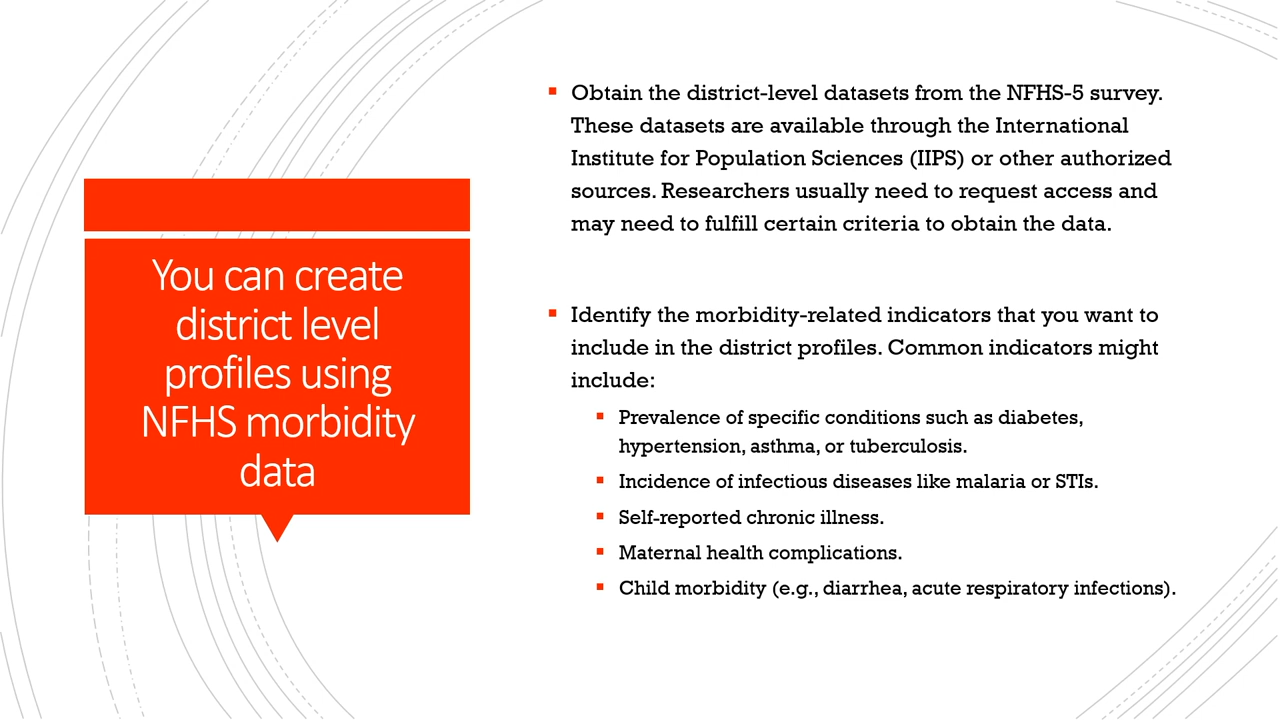 You can create
district level
profiles using
NFHS morbidity
data
Obtain the district-level datasets from the NFHS-5 survey.
These datasets are available through the International
Institute for Population Sciences (IIPS) or other authorized
sources. Researchers usually need to request access and
may need to fulfill certain criteria to obtain the data.
Identify the morbidity-related indicators that you want to
include in the district profiles. Common indicators might
include:
Prevalence of specific conditions such as diabetes,
hypertension, asthma, or tuberculosis.
Incidence of infectious diseases like malaria or STIs.
Self-reported chronic illness.
Maternal health complications.
Child morbidity (e.g., diarrhea, acute respiratory infections).